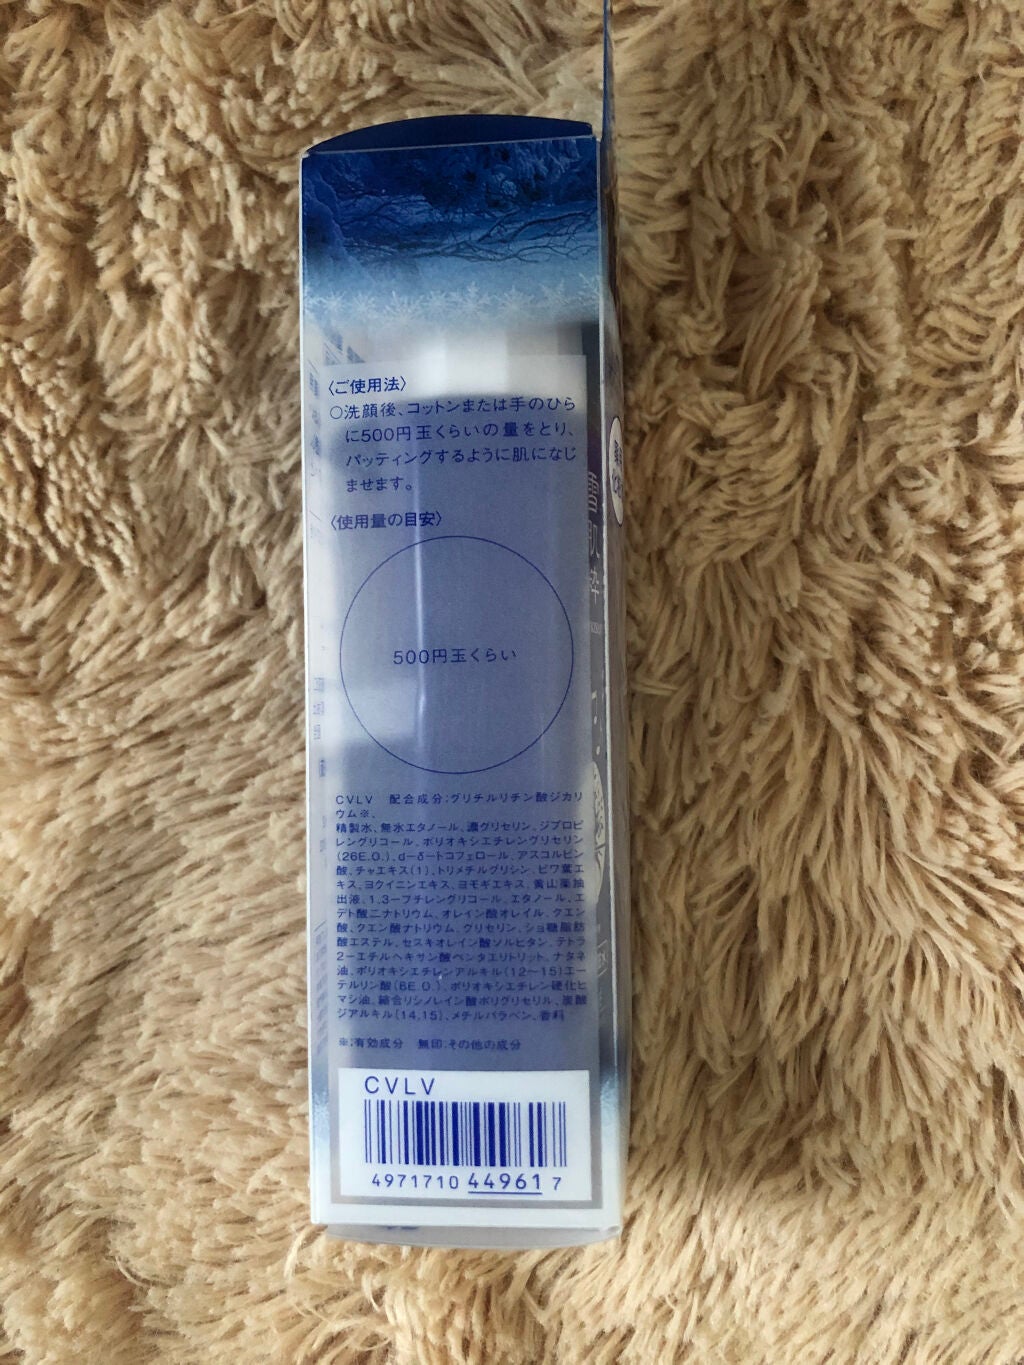 〈ご使用法〉
○洗顔後、コットンまたは手のひら
に500円玉くらいの量をとり、
パッティングするように肌になじ
ませます。
〈使用量の目安〉
500円玉くらい
CVLV 配合成分:グリチルリチン酸ジカリ
ウム※、
精製水、無水エタノール、濃グリセリン、ジプロピ
レングリコール、ポリオキシエチレングリセリン
(26E.O.)、d-δ-トコフェロール、アスコルビン
酸、チャエキス(1)、トリメチルグリシン、ビワ葉エ
キス、ヨクイニンエキス、ヨモギエキス、黄山薬抽
出液、1,3-ブチレングリコール、エタノール、エ
デト酸二ナトリウム、オレイン酸オレイル、クエン
酸、クエン酸ナトリウム、グリセリン、ショ糖脂肪
酸エステル、セスキオレイン酸ソルビタン、テトラ
2-エチルヘキサン酸ペンタエリトリット、ナタネ
油、ポリオキシエチレンアルキル(12〜15)エー
テルリン酸(6E.O.)、ポリオキシエチレン硬化ヒ
マシ油、縮合リシノレイン酸ポリグリセリル、炭酸
ジアルキル(14,15)、メチルパラベン、香料
※:有効成分 無印:その他の成分
CVLV
4971710 44961 7
雪肌粋